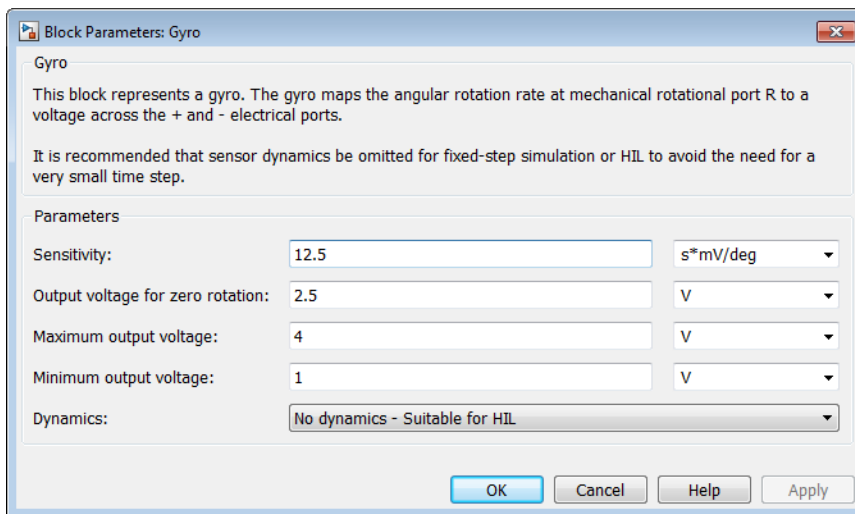 Block Parameters: Gyro
Gyro
This block represents a gyro. The gyro maps the angular rotation rate at mechanical rotational port R to a
voltage across the + and - electrical ports.
It is recommended that sensor dynamics be omitted for fixed-step simulation or HIL to avoid the need for a
very small time step.
Parameters
Sensitivity: 12.5 s*mV/deg
Output voltage for zero rotation: 2.5 V
Maximum output voltage: 4 V
Minimum output voltage: 1 V
Dynamics: No dynamics - Suitable for HIL
OK Cancel Help Apply